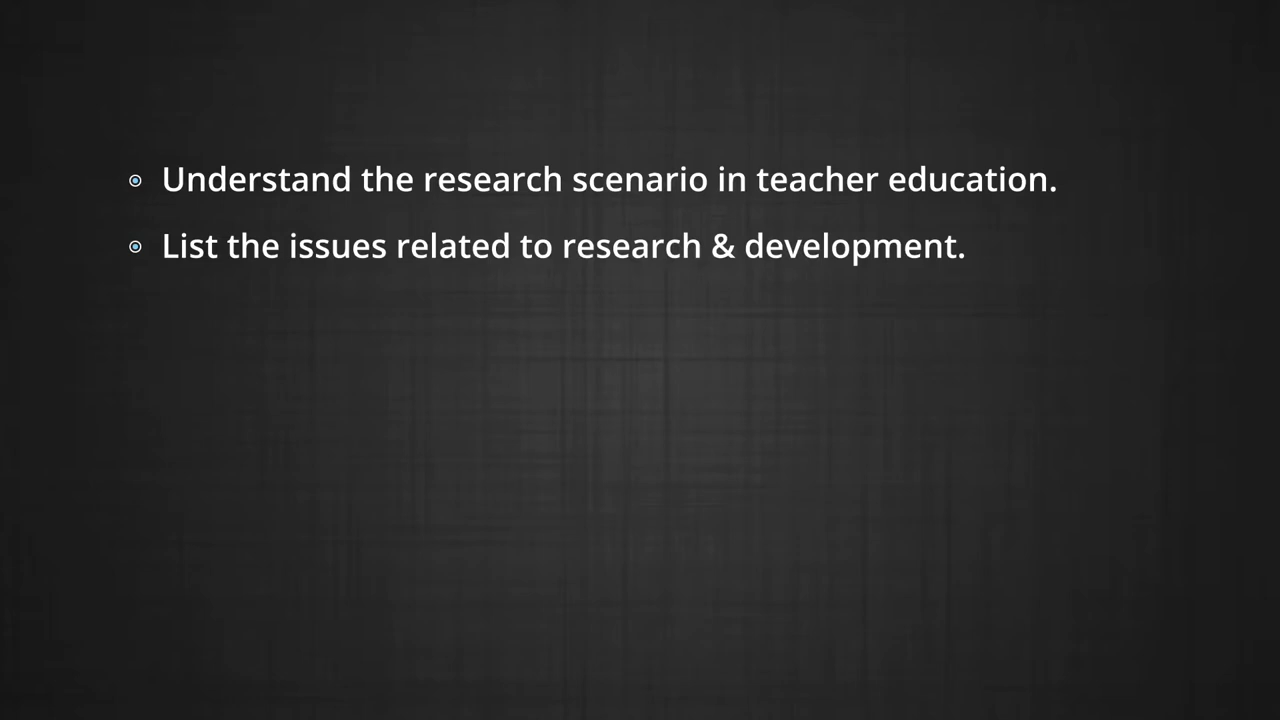 Understand the research scenario in teacher education.
List the issues related to research & development.